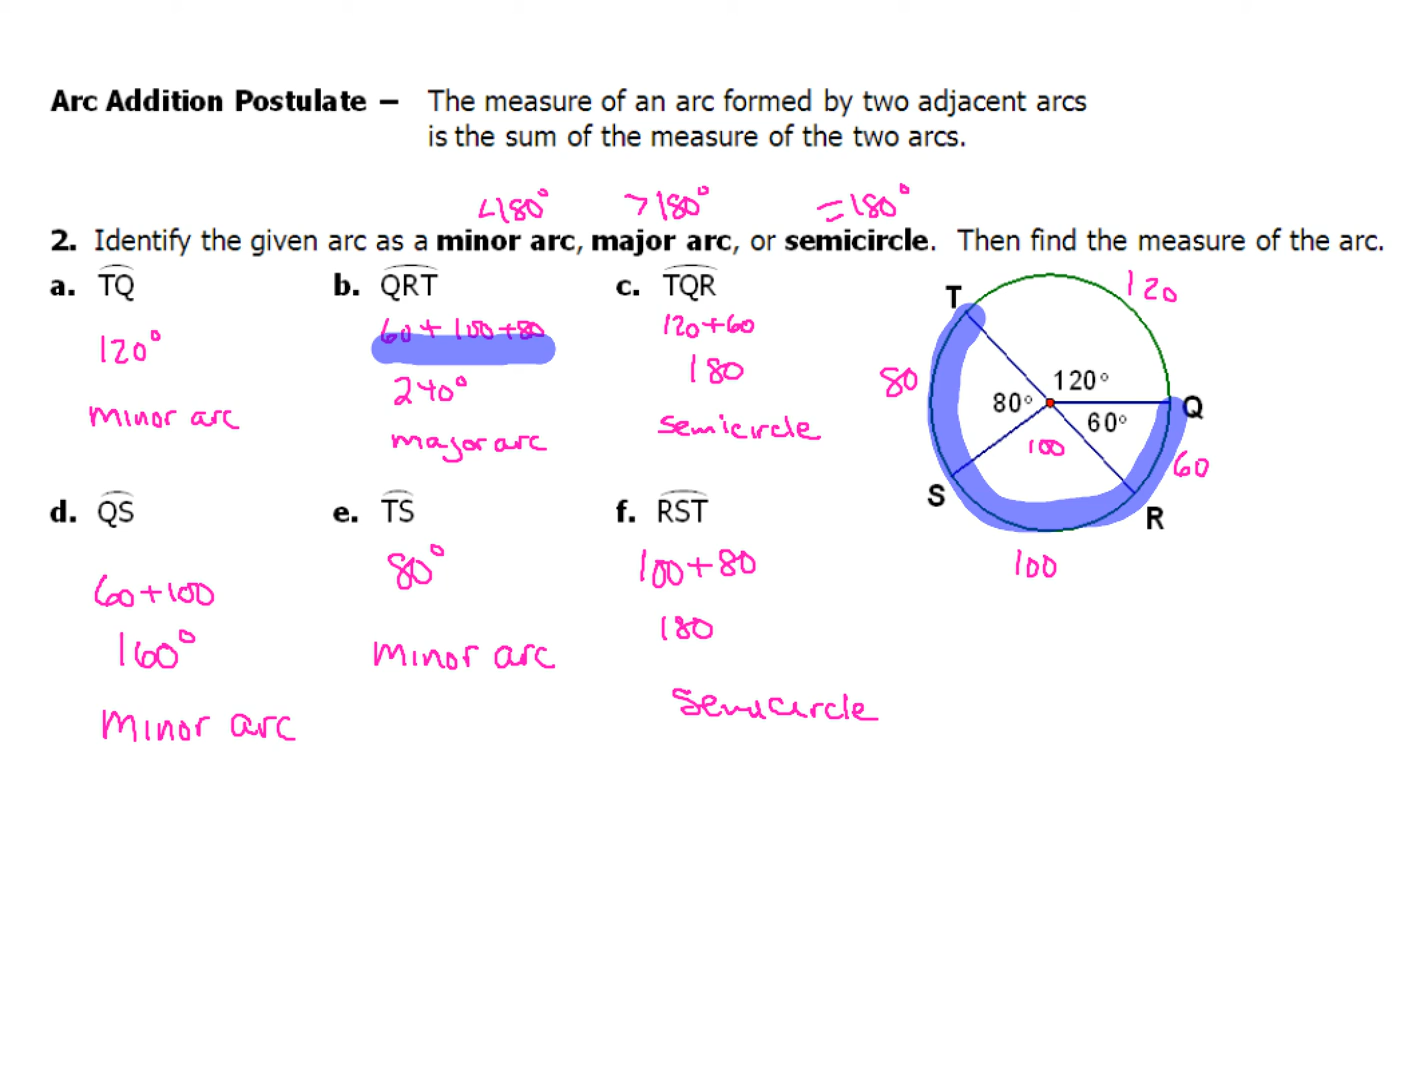 Arc Addition Postulate – The measure of an arc formed by two adjacent arcs
is the sum of the measure of the two arcs.
<180° >180° =180°
2. Identify the given arc as a minor arc, major arc, or semicircle. Then find the measure of the arc.
a. TQ
120°
minor arc
b. QRT
60+100+80
240°
major arc
c. TQR
120+60
180
semicircle
T
120
80
120°
80°
Q
60°
100
60
S
R
100
d. QS
60+100
160°
minor arc
e. TS
80°
minor arc
f. RST
100+80
180
semicircle